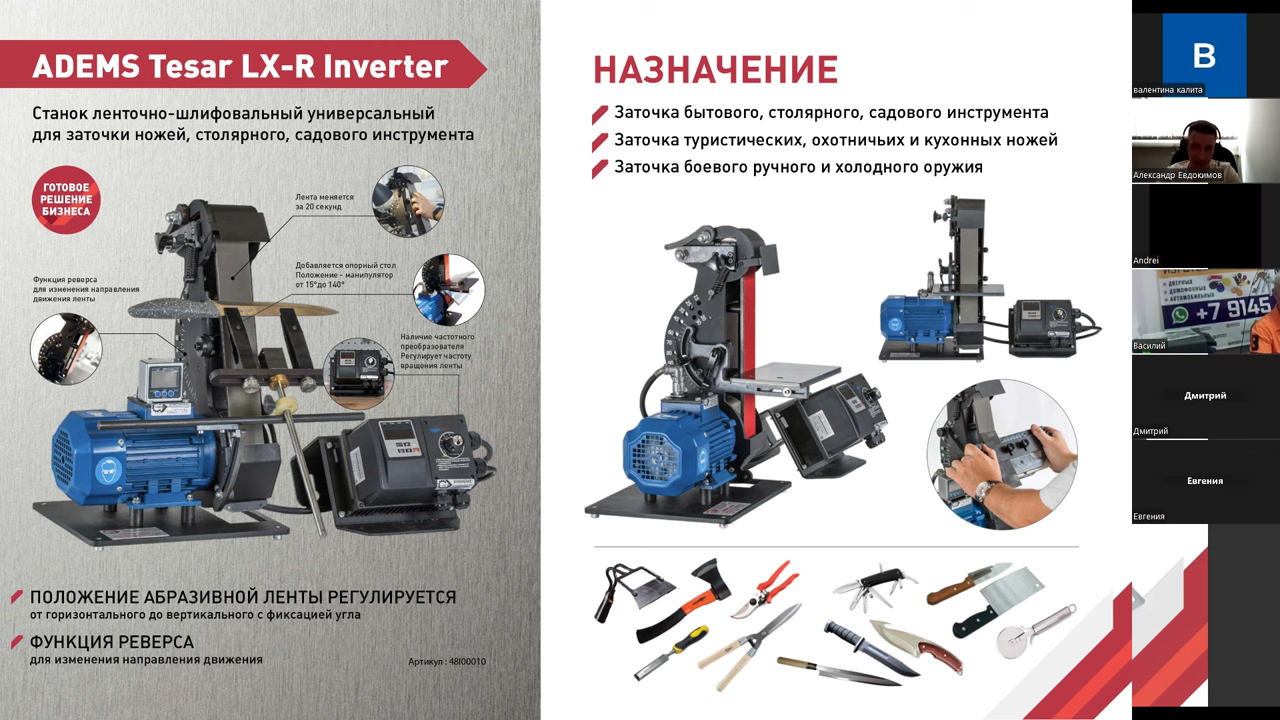 ADEMS Tesar LX-R Inverter
Станок ленточно-шлифовальный универсальный
для заточки ножей, столярного, садового инструмента
ГОТОВОЕ
РЕШЕНИЕ
БИЗНЕСА
Лента меняется
за 20 секунд
Функция реверса
для изменения направления
движения ленты
Добавляется опорный стол
Положение - манипулятор
от 15°до 140°
Наличие частотного
преобразователя
Регулирует частоту
вращения ленты
ПОЛОЖЕНИЕ АБРАЗИВНОЙ ЛЕНТЫ РЕГУЛИРУЕТСЯ
от горизонтального до вертикального с фиксацией угла
ФУНКЦИЯ РЕВЕРСА
для изменения направления движения
Артикул : 48I00010
НАЗНАЧЕНИЕ
Заточка бытового, столярного, садового инструмента
Заточка туристических, охотничьих и кухонных ножей
Заточка боевого ручного и холодного оружия
В
валентина калита
Александр Евдокимов
Andrei
• ДВЕРНЫХ
• ДОМОФОННЫХ
• АВТОМОБИЛЬНЫХ
+7 9145
Василий
Дмитрий
Дмитрий
Евгения
Евгения